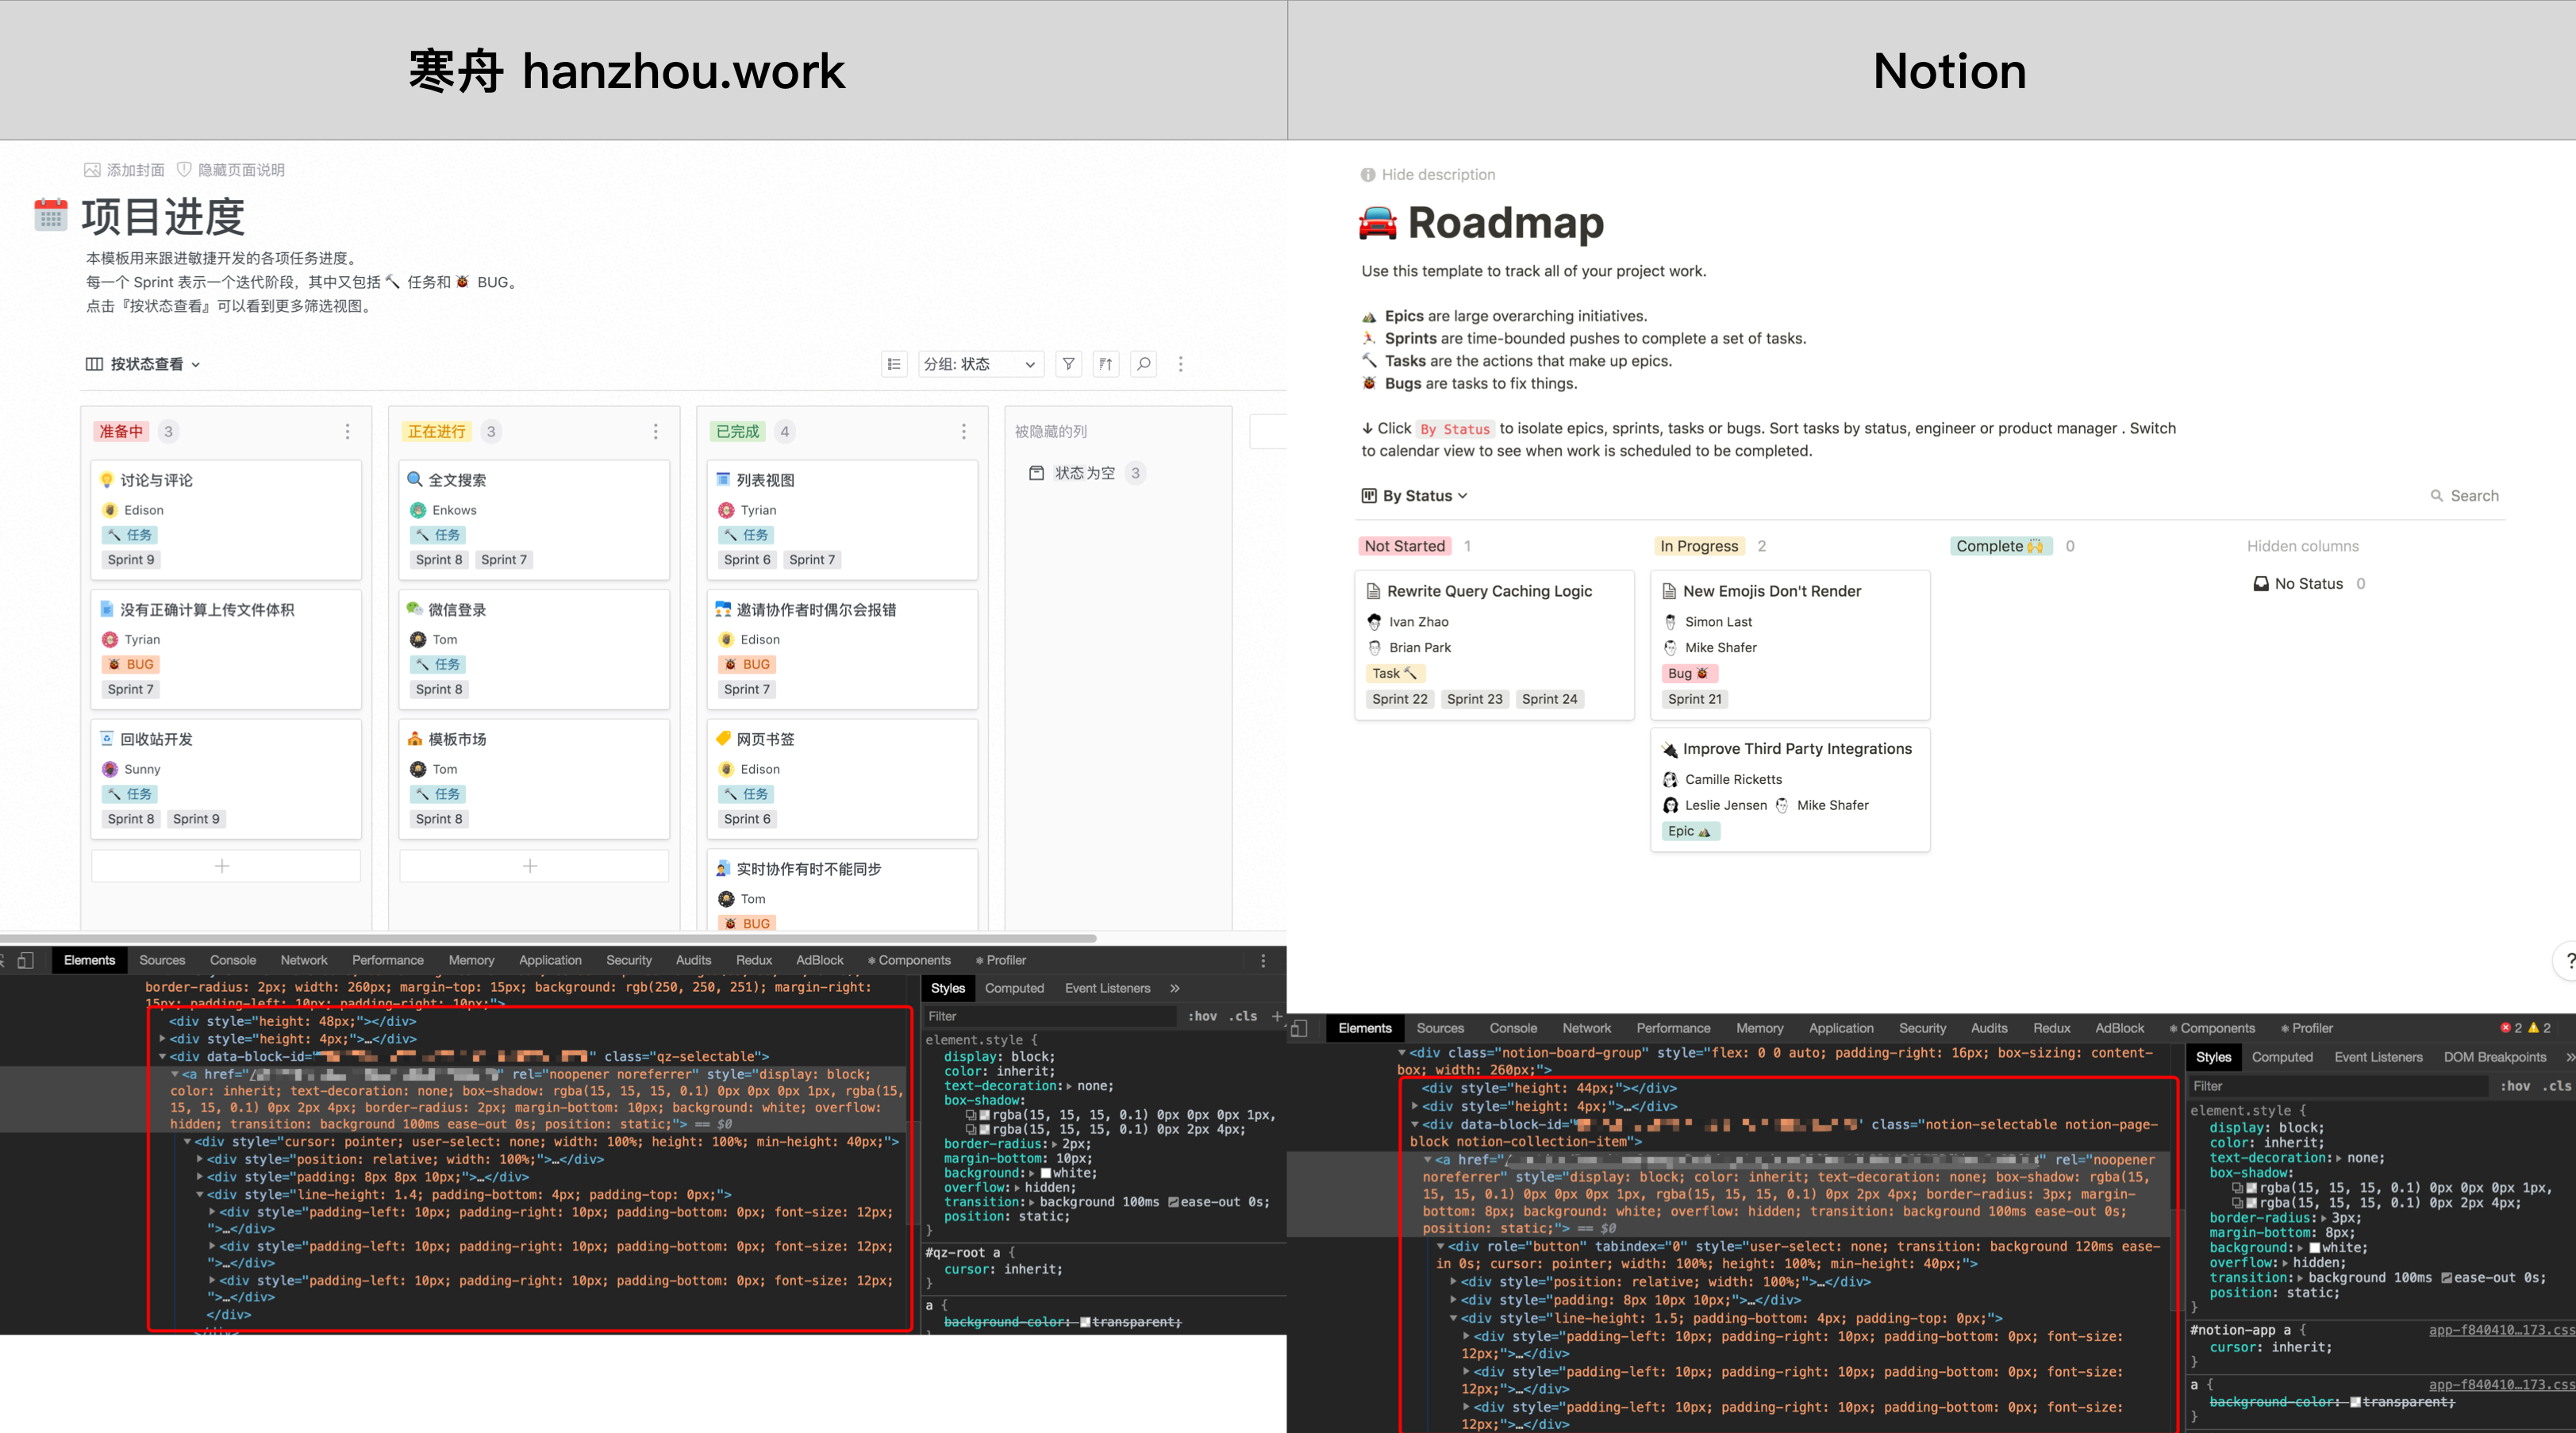 寒舟 hanzhou.work
添加封面 隐藏页面说明
项目进度
本模板用来跟进敏捷开发的各项任务进度。
每一个 Sprint 表示一个迭代阶段，其中又包括🔨 任务和🐞 BUG。
点击『按状态查看』可以看到更多筛选视图。
按状态查看
分组: 状态
准备中 3
讨论与评论
Edison
任务
Sprint 9
没有正确计算上传文件体积
Tyrian
BUG
Sprint 7
回收站开发
Sunny
任务
Sprint 8 Sprint 9
正在进行 3
全文搜索
Enkows
任务
Sprint 8 Sprint 7
微信登录
Tom
任务
Sprint 8
模板市场
Tom
任务
Sprint 8
已完成 4
列表视图
Tyrian
任务
Sprint 6 Sprint 7
邀请协作者时偶尔会报错
Edison
BUG
Sprint 7
网页书签
Edison
任务
Sprint 6
实时协作有时不能同步
Tom
BUG
被隐藏的列
状态为空 3
Elements Sources Console Network Performance Memory Application Security Audits Redux AdBlock Components Profiler
border-radius: 2px; width: 260px; margin-top: 15px; background: rgb(250, 250, 251); margin-right:
15px; padding-left: 10px; padding-right: 10px;">
<div style="height: 48px;"></div>
<div style="height: 4px;">…</div>
<div data-block-id=" " class="qz-selectable">
<a href="/ " rel="noopener noreferrer" style="display: block;
color: inherit; text-decoration: none; box-shadow: rgba(15, 15, 15, 0.1) 0px 0px 0px 1px, rgba(15,
15, 15, 0.1) 0px 2px 4px; border-radius: 2px; margin-bottom: 10px; background: white; overflow:
hidden; transition: background 100ms ease-out 0s; position: static;"> == $0
<div style="cursor: pointer; user-select: none; width: 100%; height: 100%; min-height: 40px;">
<div style="position: relative; width: 100%;">…</div>
<div style="padding: 8px 8px 10px;">…</div>
<div style="line-height: 1.4; padding-bottom: 4px; padding-top: 0px;">
<div style="padding-left: 10px; padding-right: 10px; padding-bottom: 0px; font-size: 12px;
">…</div>
<div style="padding-left: 10px; padding-right: 10px; padding-bottom: 0px; font-size: 12px;
">…</div>
<div style="padding-left: 10px; padding-right: 10px; padding-bottom: 0px; font-size: 12px;
">…</div>
</div>
</div>
Styles Computed Event Listeners »
Filter :hov .cls +
element.style {
display: block;
color: inherit;
text-decoration: none;
box-shadow:
rgba(15, 15, 15, 0.1) 0px 0px 0px 1px,
rgba(15, 15, 15, 0.1) 0px 2px 4px;
border-radius: 2px;
margin-bottom: 10px;
background: white;
overflow: hidden;
transition: background 100ms ease-out 0s;
position: static;
}
#qz-root a {
cursor: inherit;
}
a {
background-color: transparent;
Notion
Hide description
Roadmap
Use this template to track all of your project work.
Epics are large overarching initiatives.
Sprints are time-bounded pushes to complete a set of tasks.
Tasks are the actions that make up epics.
Bugs are tasks to fix things.
↓ Click By Status to isolate epics, sprints, tasks or bugs. Sort tasks by status, engineer or product manager . Switch
to calendar view to see when work is scheduled to be completed.
By Status
Search
Not Started 1
Rewrite Query Caching Logic
Ivan Zhao
Brian Park
Task
Sprint 22 Sprint 23 Sprint 24
In Progress 2
New Emojis Don't Render
Simon Last
Mike Shafer
Bug
Sprint 21
Improve Third Party Integrations
Camille Ricketts
Leslie Jensen Mike Shafer
Epic
Complete 0
Hidden columns
No Status 0
?
Elements Sources Console Network Performance Memory Application Security Audits Redux AdBlock Components Profiler 2 2
<div class="notion-board-group" style="flex: 0 0 auto; padding-right: 16px; box-sizing: content-
box; width: 260px;">
<div style="height: 44px;"></div>
<div style="height: 4px;">…</div>
<div data-block-id=" " class="notion-selectable notion-page-
block notion-collection-item">
<a href="/ " rel="noopener
noreferrer" style="display: block; color: inherit; text-decoration: none; box-shadow: rgba(15,
15, 15, 0.1) 0px 0px 0px 1px, rgba(15, 15, 15, 0.1) 0px 2px 4px; border-radius: 3px; margin-
bottom: 8px; background: white; overflow: hidden; transition: background 100ms ease-out 0s;
position: static;"> == $0
<div role="button" tabindex="0" style="user-select: none; transition: background 120ms ease-
in 0s; cursor: pointer; width: 100%; height: 100%; min-height: 40px;">
<div style="position: relative; width: 100%;">…</div>
<div style="padding: 8px 10px 10px;">…</div>
<div style="line-height: 1.5; padding-bottom: 4px; padding-top: 0px;">
<div style="padding-left: 10px; padding-right: 10px; padding-bottom: 0px; font-size:
12px;">…</div>
<div style="padding-left: 10px; padding-right: 10px; padding-bottom: 0px; font-size:
12px;">…</div>
<div style="padding-left: 10px; padding-right: 10px; padding-bottom: 0px; font-size:
12px;">…</div>
Styles Computed Event Listeners DOM Breakpoints »
Filter :hov .cls
element.style {
display: block;
color: inherit;
text-decoration: none;
box-shadow:
rgba(15, 15, 15, 0.1) 0px 0px 0px 1px,
rgba(15, 15, 15, 0.1) 0px 2px 4px;
border-radius: 3px;
margin-bottom: 8px;
background: white;
overflow: hidden;
transition: background 100ms ease-out 0s;
position: static;
}
#notion-app a { app-f840410…173.css
cursor: inherit;
}
a { app-f840410…173.css
background-color: transparent;
}